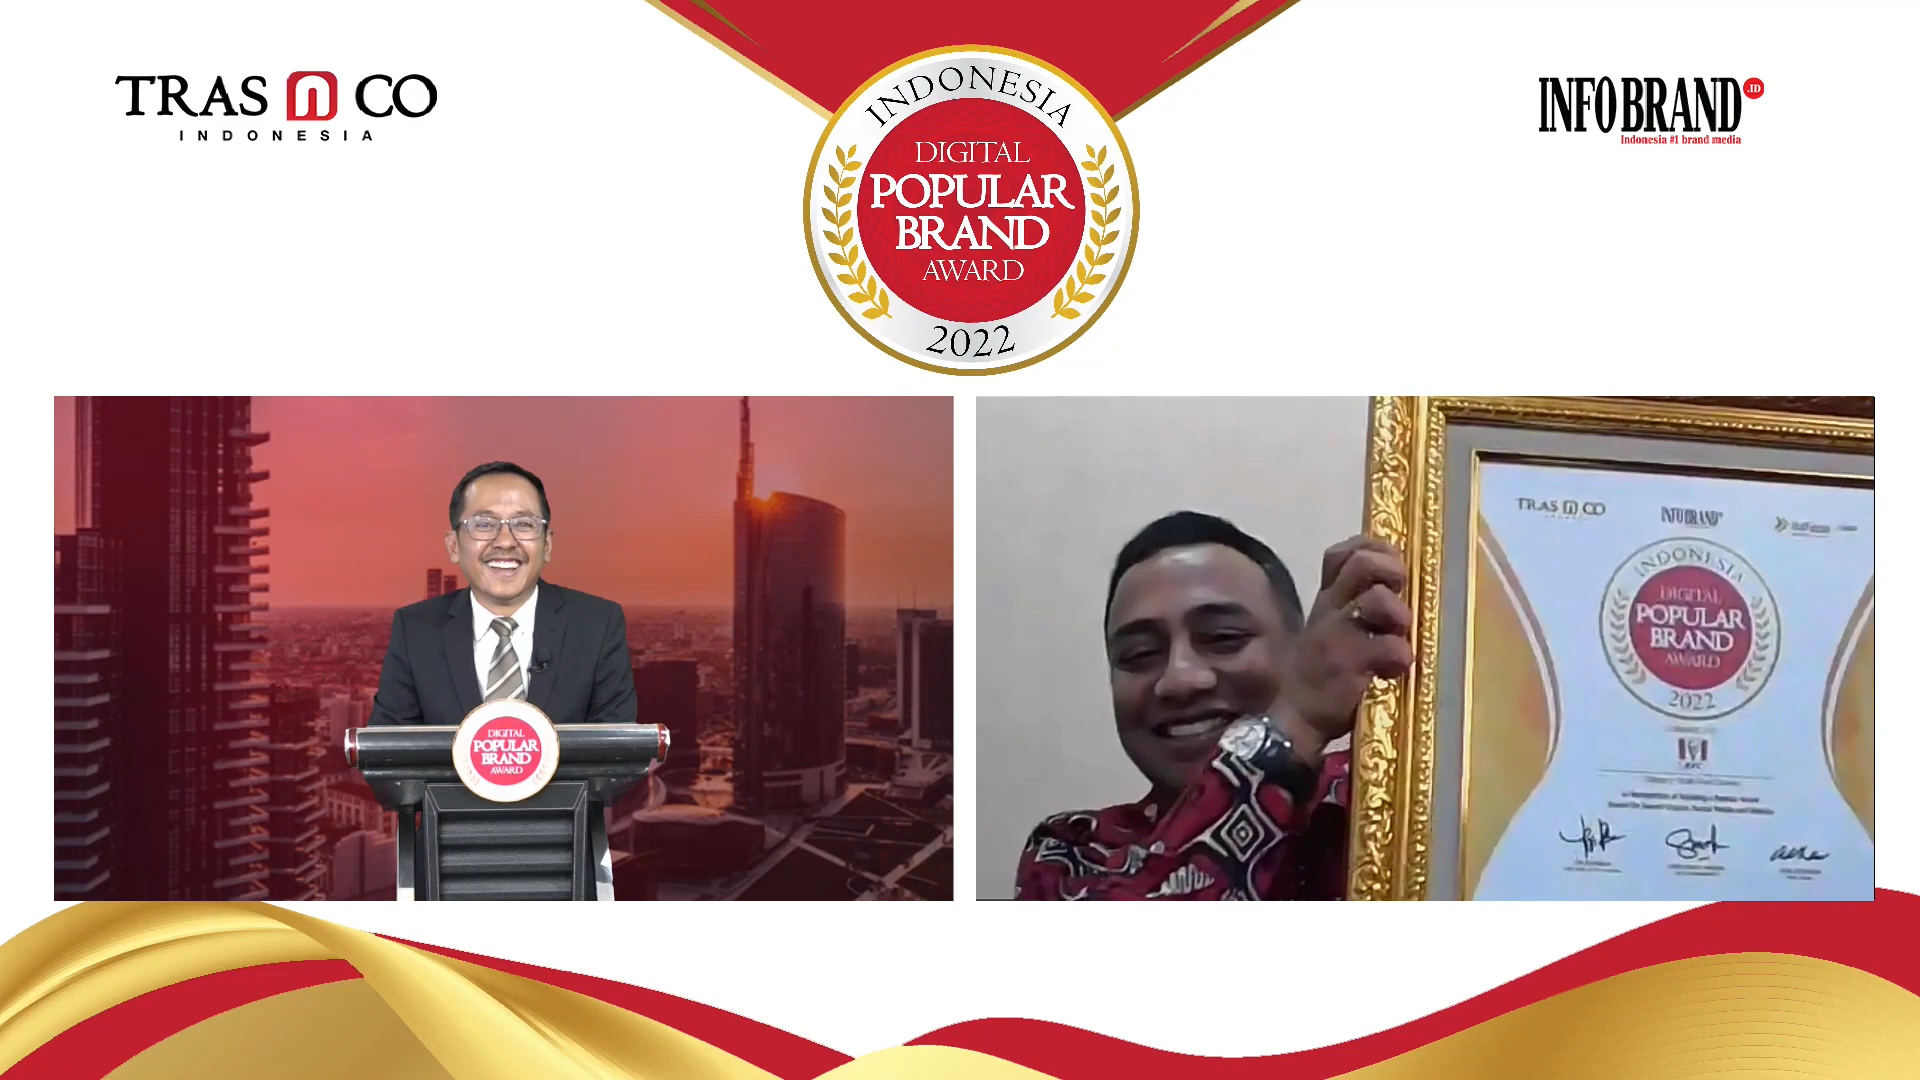 TRAS N CO
INDONESIA
INFOBRAND.ID
Indonesia #1 brand media
INDONESIA
DIGITAL
POPULAR
BRAND
AWARD
2022
DIGITAL
POPULAR
BRAND
AWARD
TRAS N CO
INFOBRAND
INDONESIA
DIGITAL
POPULAR
BRAND
AWARD
2022
KFC